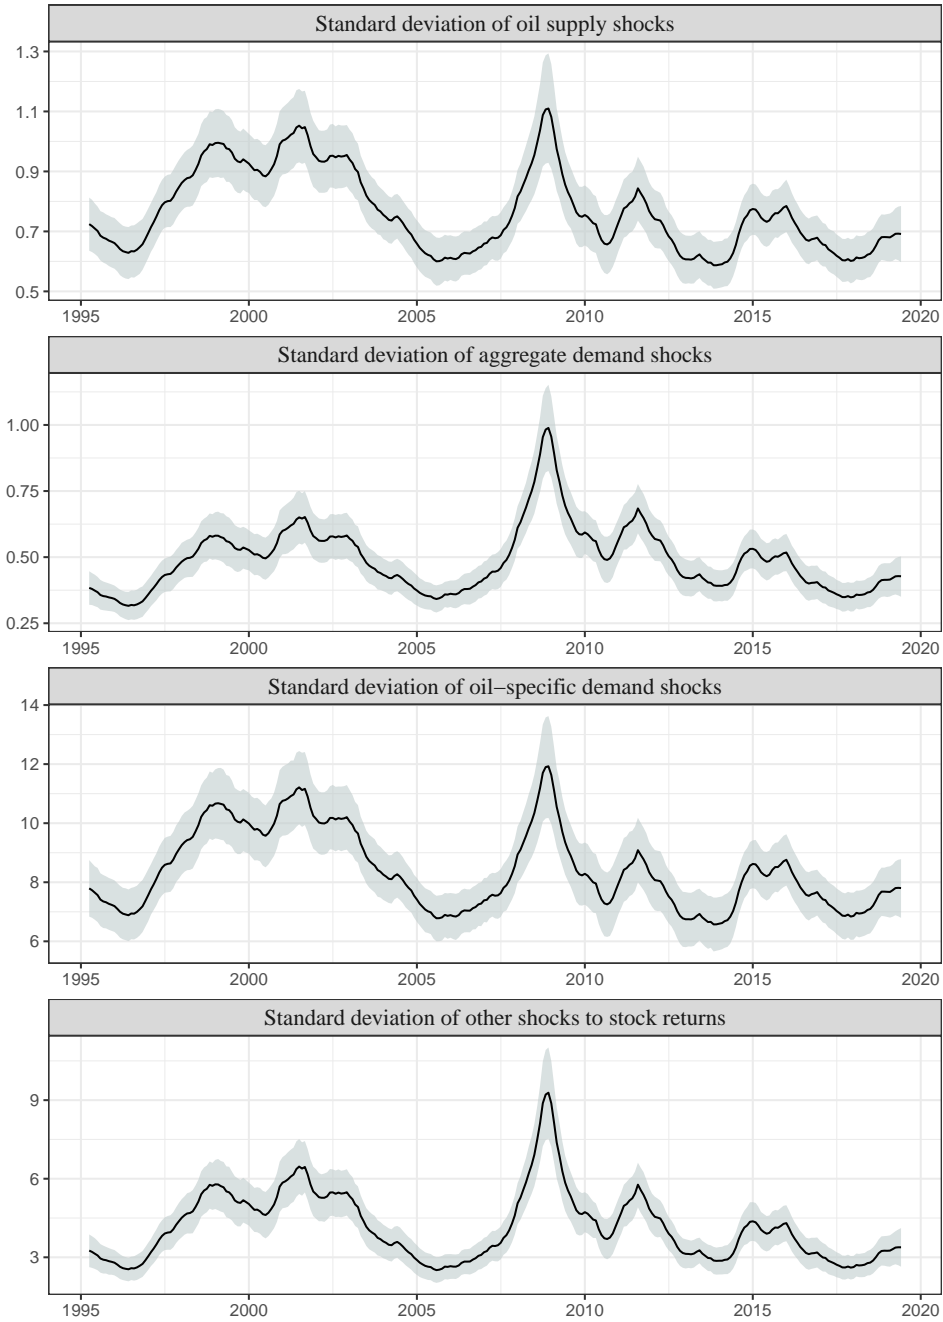 Standard deviation of oil supply shocks
1.3
1.1
0.9
0.7
0.5
1995 2000 2005 2010 2015 2020
Standard deviation of aggregate demand shocks
1.00
0.75
0.50
0.25
1995 2000 2005 2010 2015 2020
Standard deviation of oil−specific demand shocks
14
12
10
8
6
1995 2000 2005 2010 2015 2020
Standard deviation of other shocks to stock returns
9
6
3
1995 2000 2005 2010 2015 2020